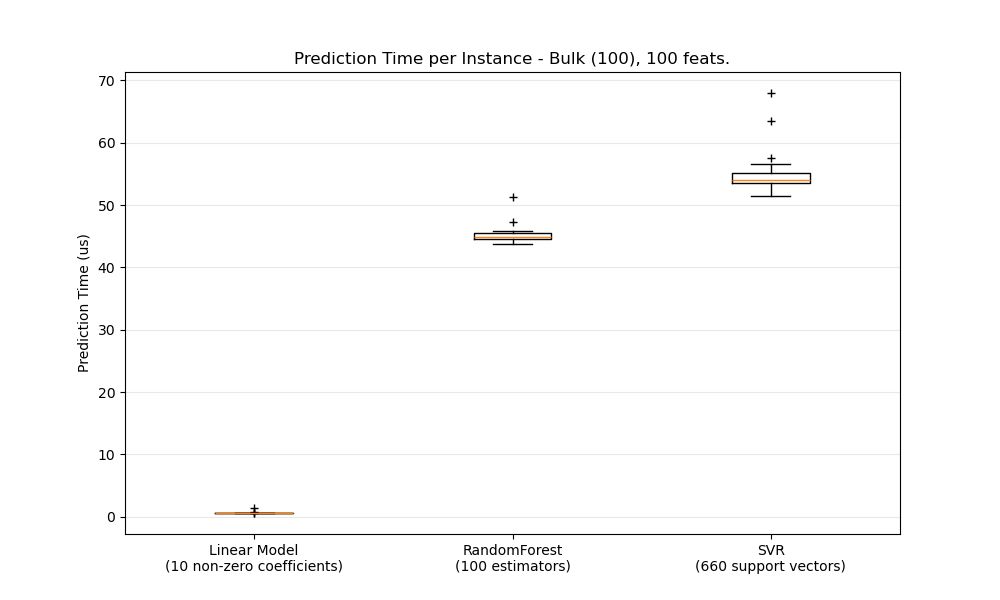 Prediction Time per Instance - Bulk (100), 100 feats.
Prediction Time (us)
70
60
50
40
30
20
10
0
Linear Model
(10 non-zero coefficients)
RandomForest
(100 estimators)
SVR
(660 support vectors)